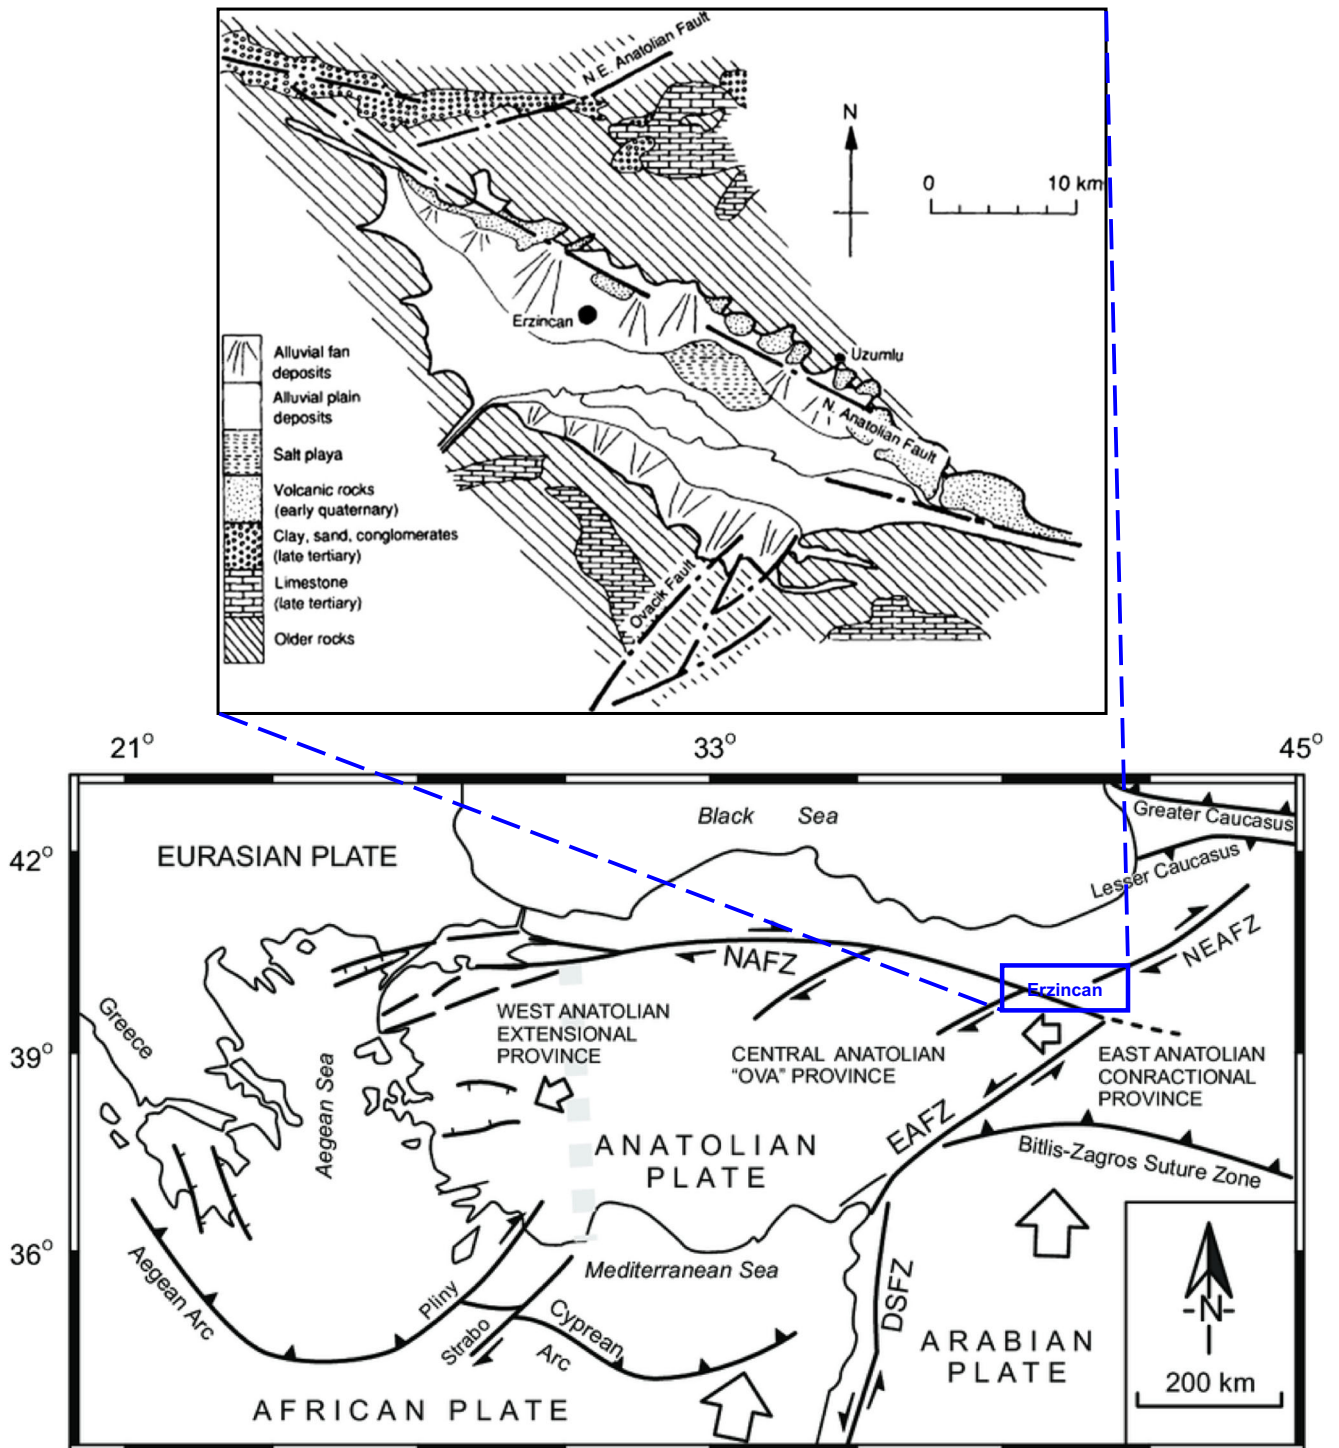 N.E. Anatolian Fault
N
0 10 km
Erzincan
Uzumlu
N. Anatolian Fault
Ovacik Fault
Alluvial fan
deposits
Alluvial plain
deposits
Salt playa
Volcanic rocks
(early quaternary)
Clay, sand, conglomerates
(late tertiary)
Limestone
(late tertiary)
Older rocks
21° 33° 45°
42°
39°
36°
Black Sea
Greater Caucasus
Lesser Caucasus
EURASIAN PLATE
NAFZ
NEAFZ
Erzincan
Greece
Aegean Sea
WEST ANATOLIAN
EXTENSIONAL
PROVINCE
CENTRAL ANATOLIAN
“OVA” PROVINCE
EAST ANATOLIAN
CONRACTIONAL
PROVINCE
EAFZ
ANATOLIAN
PLATE
Bitlis-Zagros Suture Zone
Mediterranean Sea
Aegean Arc
Pliny
Strabo
Cyprean
Arc
DSFZ
ARABIAN
PLATE
AFRICAN PLATE
N
200 km